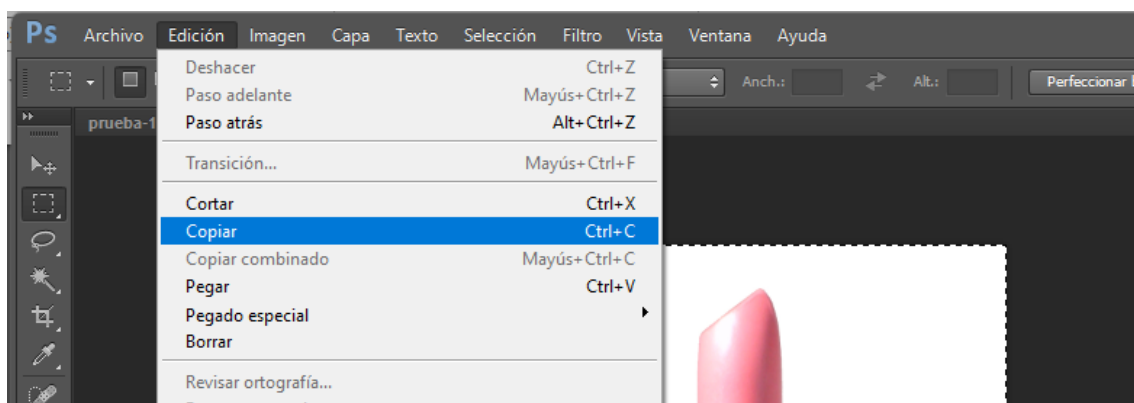 Ps Archivo Edición Imagen Capa Texto Selección Filtro Vista Ventana Ayuda
Anch.: Alt.: Perfeccionar
prueba-1
Deshacer Ctrl+Z
Paso adelante Mayús+Ctrl+Z
Paso atrás Alt+Ctrl+Z
Transición... Mayús+Ctrl+F
Cortar Ctrl+X
Copiar Ctrl+C
Copiar combinado Mayús+Ctrl+C
Pegar Ctrl+V
Pegado especial
Borrar
Revisar ortografía...